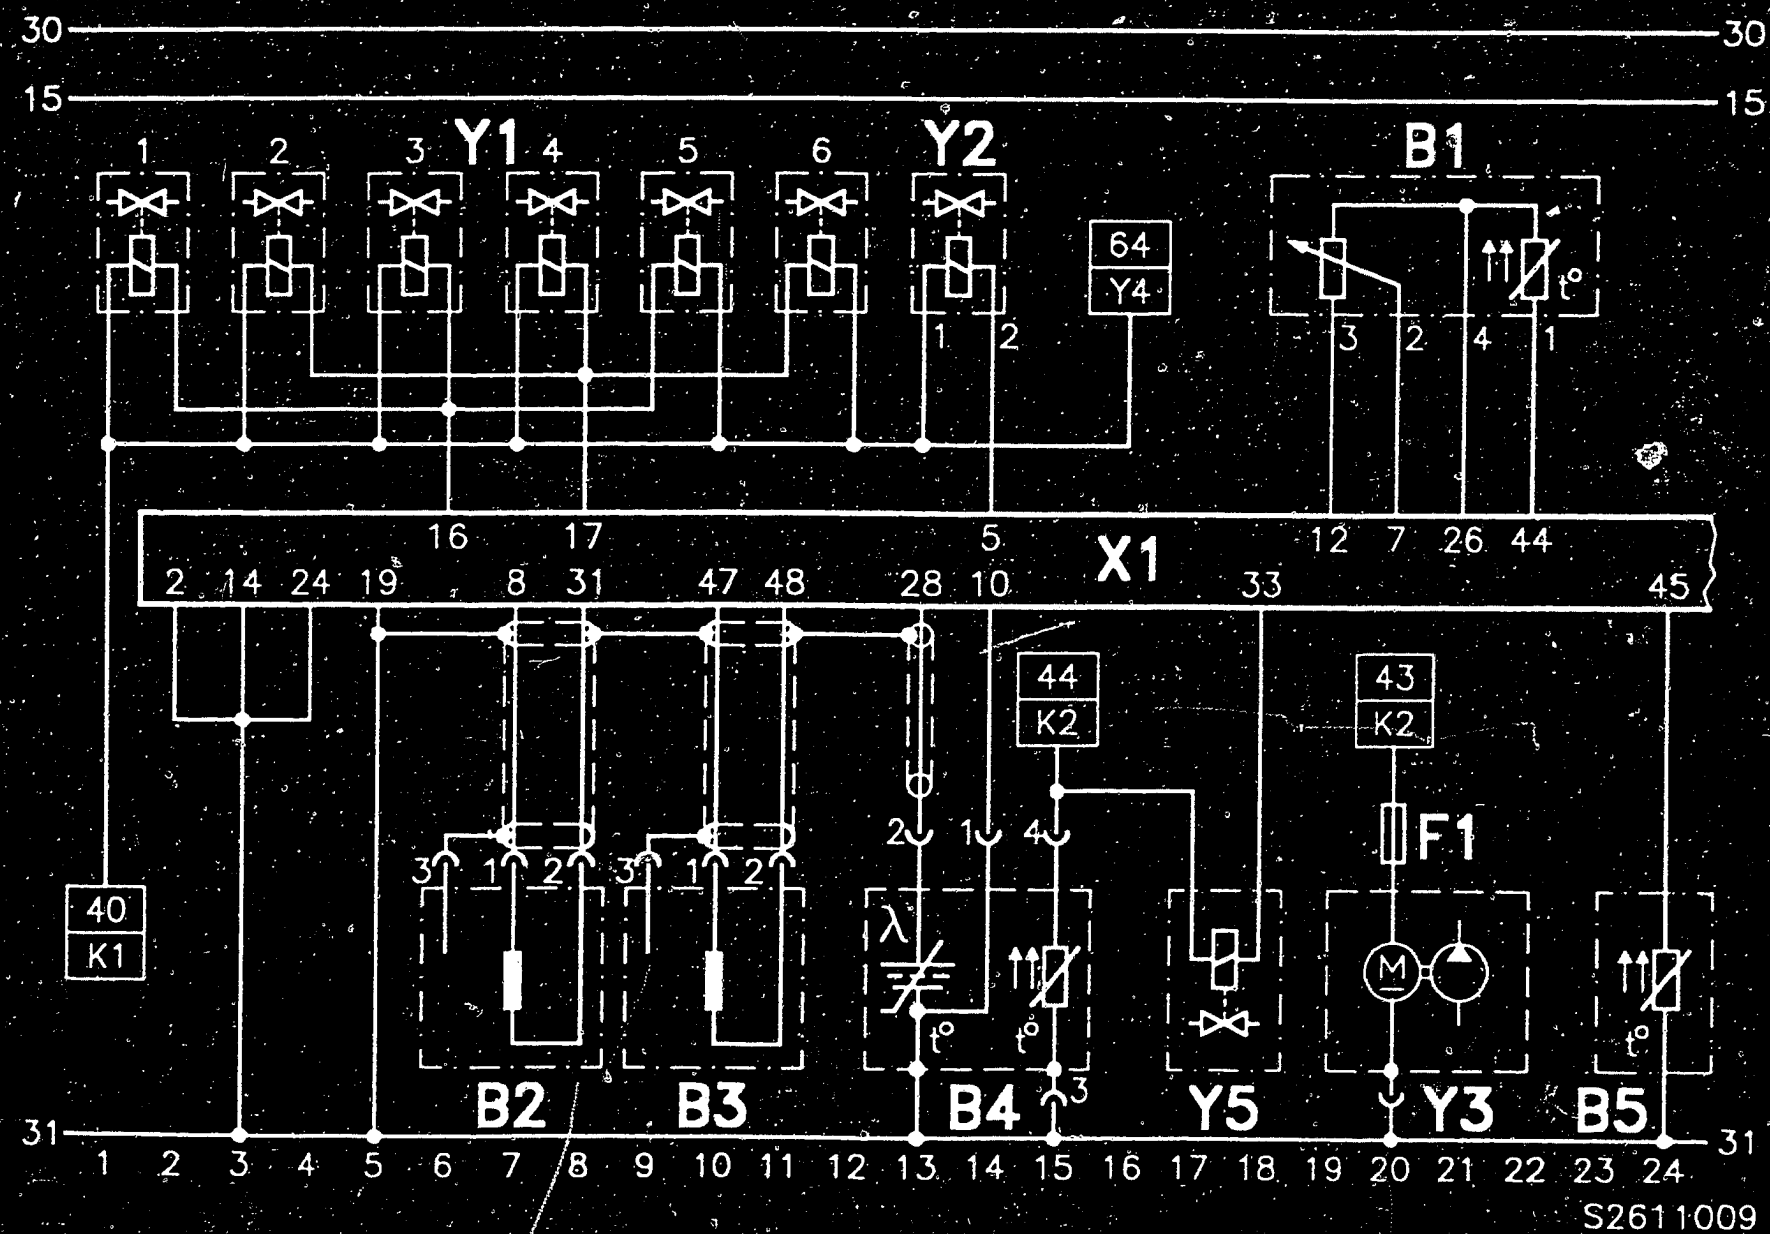 30 30
15 15
Y1 Y2 B1
1 2 3 4 5 6
64
Y4
t°
1 2 3 2 4 1
16 17 5 12 7 26 44
X1
2 14 24 19 8 31 47 48 28 10 33 45
44 43
K2 K2
2 1 4 F1
3 1 2 3 1 2
40
K1
λ
M
t° t° t°
3
B2 B3 B4 Y5 Y3 B5
31 31
1 2 3 4 5 6 7 8 9 10 11 12 13 14 15 16 17 18 19 20 21 22 23 24
S2611009